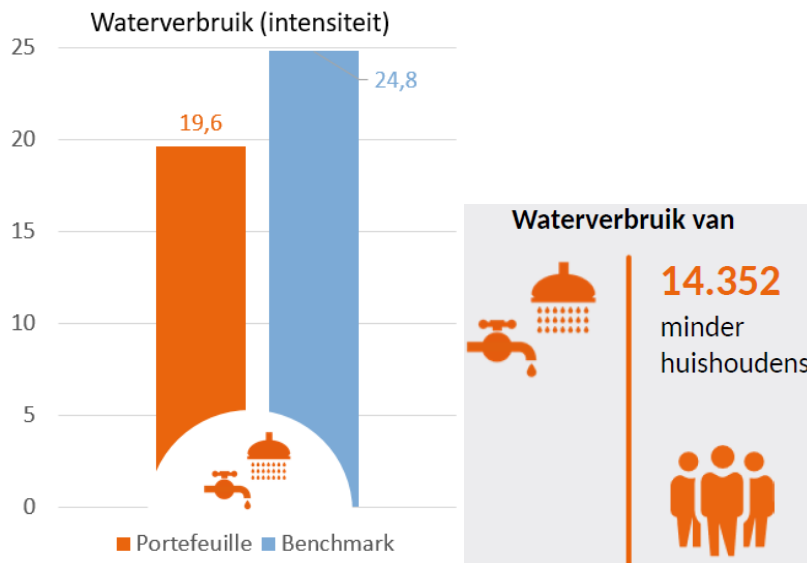 Waterverbruik (intensiteit)
25
20
15
10
5
0
19,6
24,8
Portefeuille
Benchmark
Waterverbruik van
14.352
minder
huishoudens